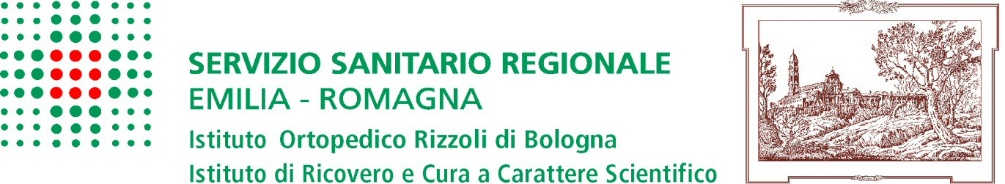 SERVIZIO SANITARIO REGIONALE
EMILIA - ROMAGNA
Istituto Ortopedico Rizzoli di Bologna
Istituto di Ricovero e Cura a Carattere Scientifico